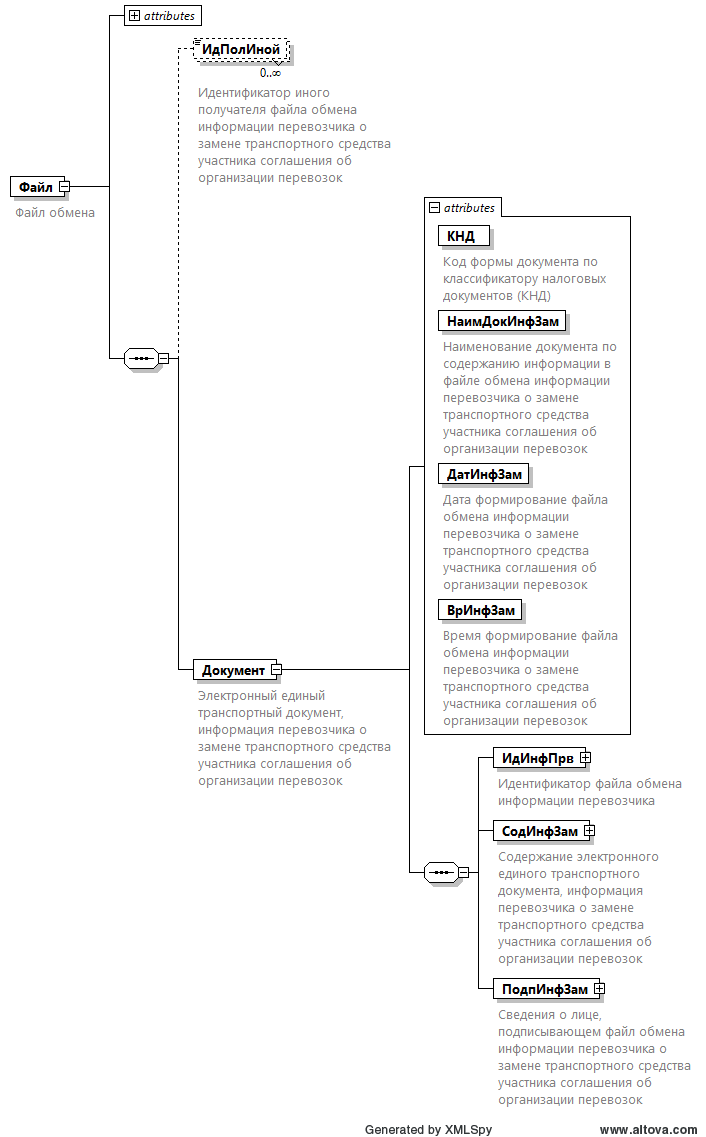 attributes
ИдПолИной
0..∞
Идентификатор иного
получателя файла обмена
информации перевозчика о
замене транспортного средства
участника соглашения об
организации перевозок
Файл
Файл обмена
attributes
КНД
Код формы документа по
классификатору налоговых
документов (КНД)
НаимДокИнфЗам
Наименование документа по
содержанию информации в
файле обмена информации
перевозчика о замене
транспортного средства
участника соглашения об
организации перевозок
ДатИнфЗам
Дата формирование файла
обмена информации
перевозчика о замене
транспортного средства
участника соглашения об
организации перевозок
ВрИнфЗам
Время формирование файла
обмена информации
перевозчика о замене
транспортного средства
участника соглашения об
организации перевозок
Документ
Электронный единый
транспортный документ,
информация перевозчика о
замене транспортного средства
участника соглашения об
организации перевозок
ИдИнфПрв
Идентификатор файла обмена
информации перевозчика
СодИнфЗам
Содержание электронного
единого транспортного
документа, информация
перевозчика о замене
транспортного средства
участника соглашения об
организации перевозок
ПодпИнфЗам
Сведения о лице,
подписывающем файл обмена
информации перевозчика о
замене транспортного средства
участника соглашения об
организации перевозок
Generated by XMLSpy
www.altova.com